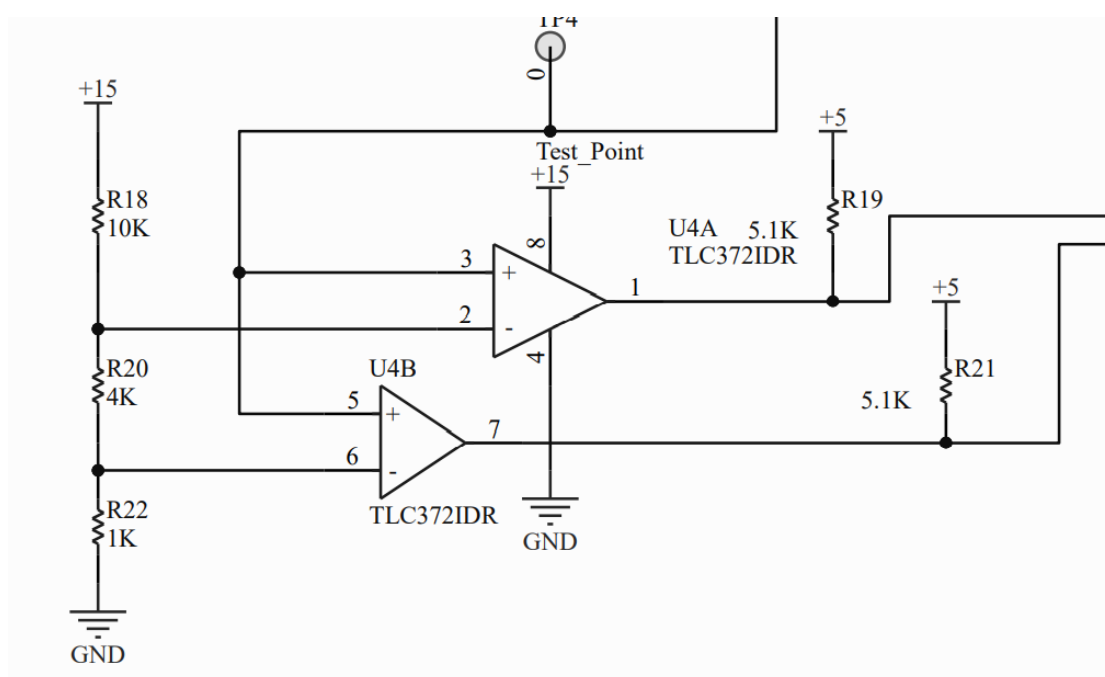 TP4
0
+15
+5
Test_Point
+15
R18
10K
R19
U4A 5.1K
TLC372IDR
8
3
+
1
+5
2
-
4
R20
4K
U4B
R21
5
+
5.1K
7
6
-
R22
1K
TLC372IDR
GND
GND